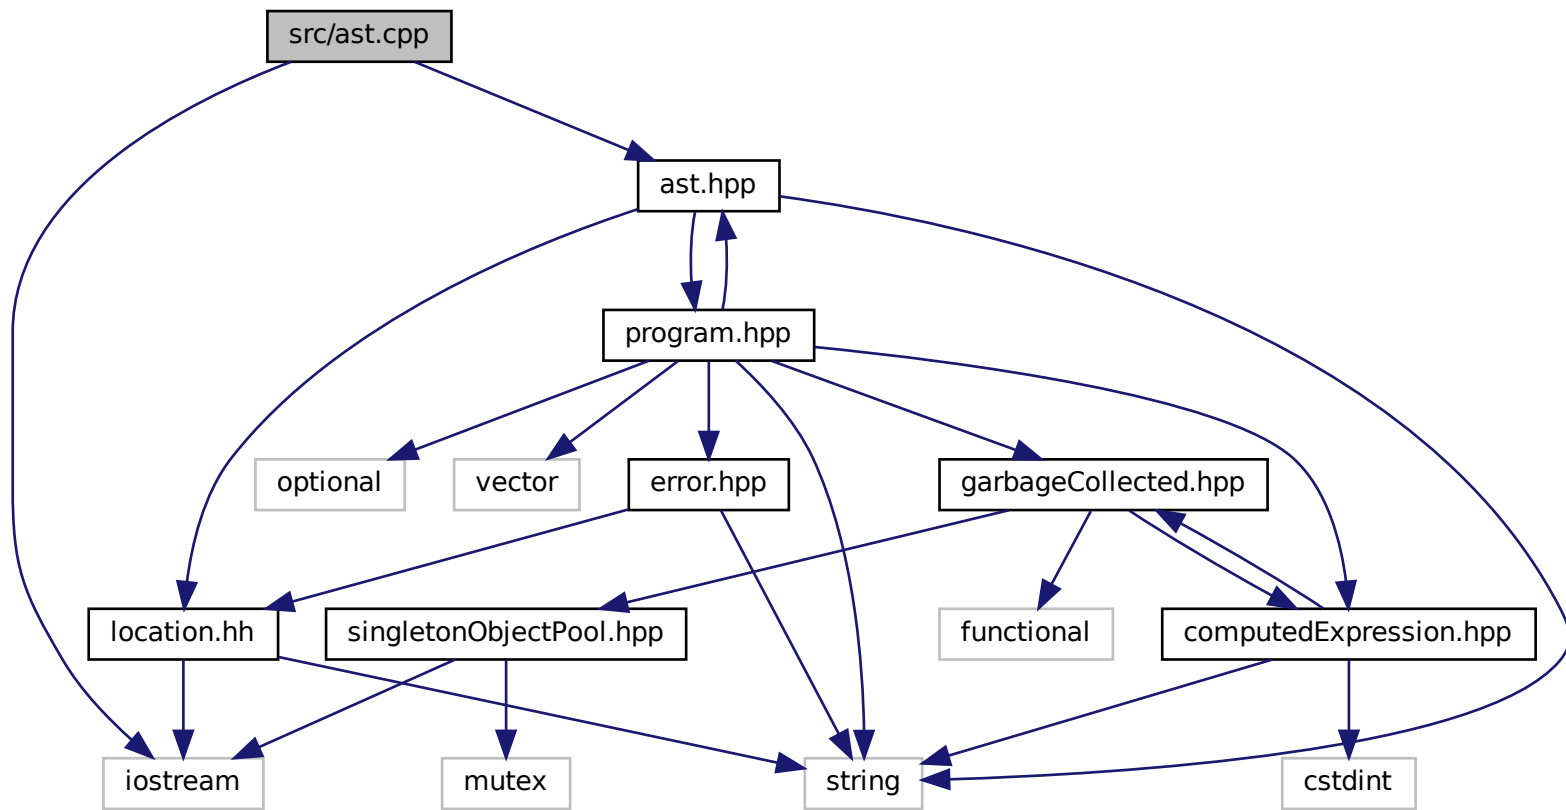 src/ast.cpp
ast.hpp
program.hpp
optional
vector
error.hpp
garbageCollected.hpp
location.hh
singletonObjectPool.hpp
functional
computedExpression.hpp
iostream
mutex
string
cstdint